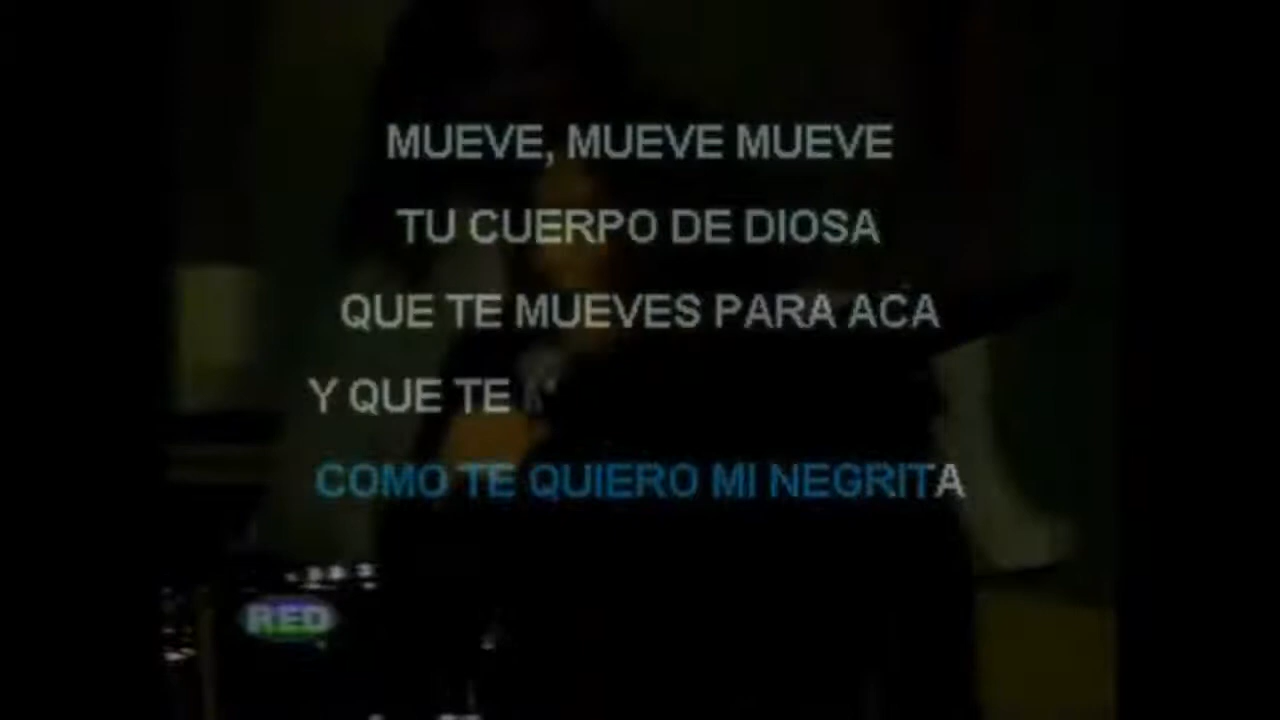 MUEVE, MUEVE MUEVE
TU CUERPO DE DIOSA
QUE TE MUEVES PARA ACA
Y QUE TE
COMO TE QUIERO MI NEGRITA
RED